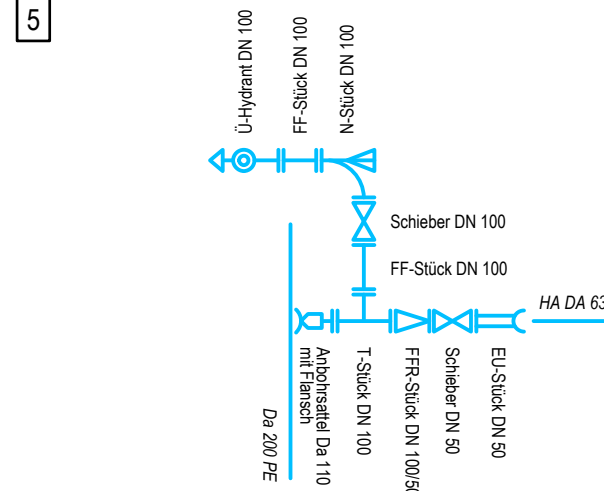 5
Ü-Hydrant DN 100
FF-Stück DN 100
N-Stück DN 100
Schieber DN 100
FF-Stück DN 100
HA DA 63
Da 200 PE
Anbohrsattel Da 110
mit Flansch
T-Stück DN 100
FFR-Stück DN 100/50
Schieber DN 50
EU-Stück DN 50